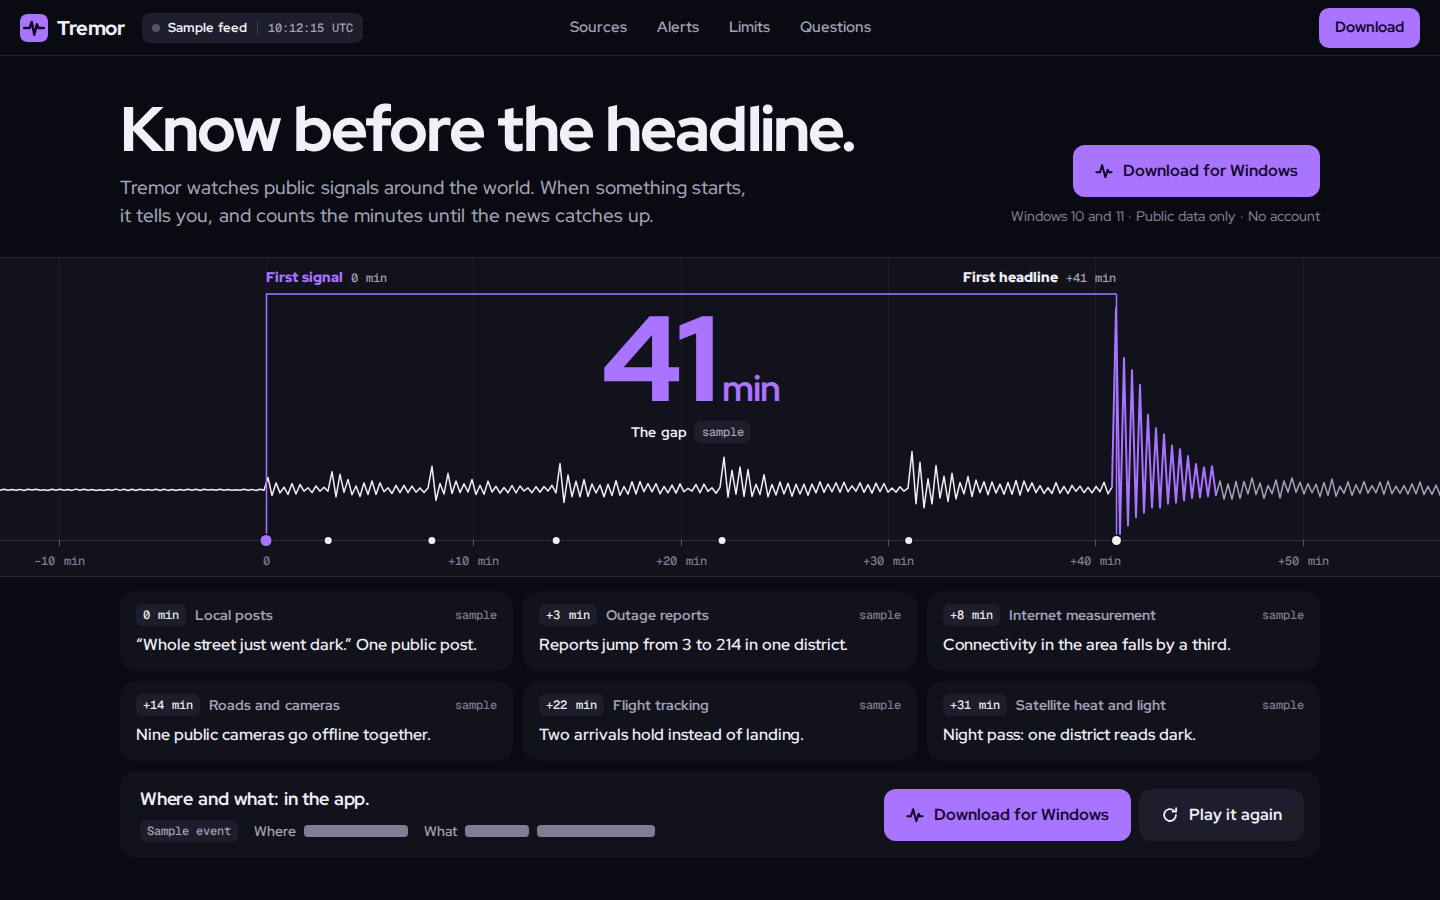 Tremor
Sample feed 10:12:15 UTC
Sources Alerts Limits Questions
Download
Know before the headline.
Tremor watches public signals around the world. When something starts,
it tells you, and counts the minutes until the news catches up.
Download for Windows
Windows 10 and 11 · Public data only · No account
First signal 0 min
First headline +41 min
41 min
The gap sample
−10 min 0 +10 min +20 min +30 min +40 min +50 min
0 min Local posts sample
“Whole street just went dark.” One public post.
+3 min Outage reports sample
Reports jump from 3 to 214 in one district.
+8 min Internet measurement sample
Connectivity in the area falls by a third.
+14 min Roads and cameras sample
Nine public cameras go offline together.
+22 min Flight tracking sample
Two arrivals hold instead of landing.
+31 min Satellite heat and light sample
Night pass: one district reads dark.
Where and what: in the app.
Sample event Where What
Download for Windows
Play it again